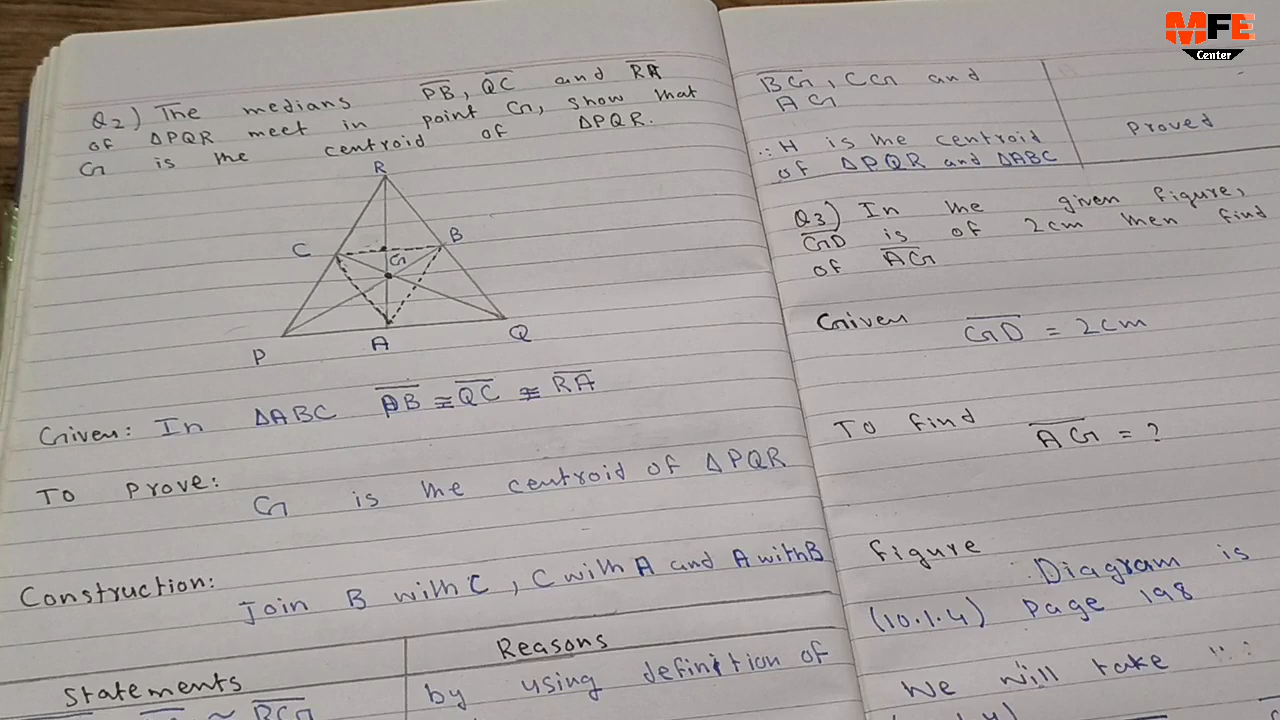 Q2) The medians PB, QC and RA
of ΔPQR meet in point G, show that
G is the centroid of ΔPQR.
R
C
B
G
P
A
Q
Given: In ΔABC PB ≅ QC ≅ RA
To Prove:
G is the centroid of ΔPQR
Construction:
Join B with C, C with A and A with B
Statements
Reasons
by using definition of
BG, CG and
AG
∴ H is the centroid
of ΔPQR and ΔABC
Proved
Q3) In the given figure,
GD is of 2cm then find
of AG
Given
GD = 2cm
To find
AG = ?
figure
Diagram is
(10.1.4) Page 198
We will take
MFE
Center